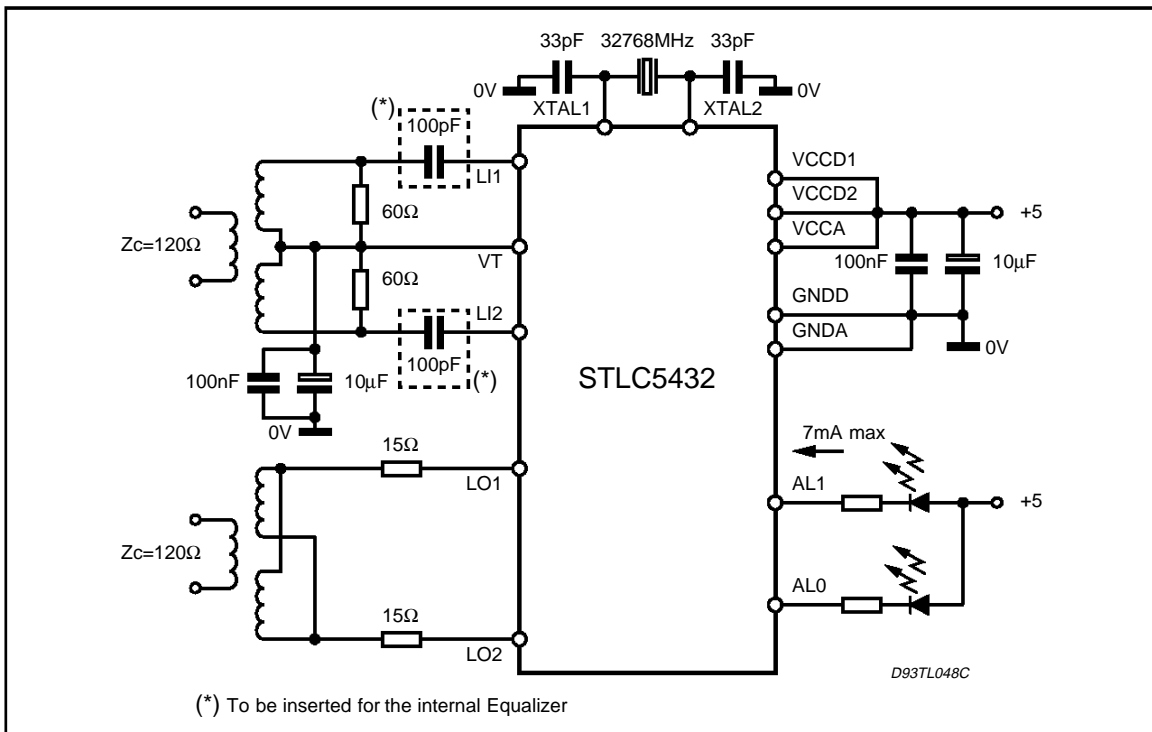 33pF 32768MHz 33pF
0V 0V
XTAL1 XTAL2
(*)
100pF
LI1
VCCD1
VCCD2
VCCA
+5
60Ω
Zc=120Ω
VT
100nF 10μF
60Ω
LI2
GNDD
GNDA
0V
100pF
(*)
STLC5432
100nF 10μF
0V
15Ω
LO1
7mA max
AL1
+5
Zc=120Ω
AL0
15Ω
LO2
D93TL048C
(*) To be inserted for the internal Equalizer